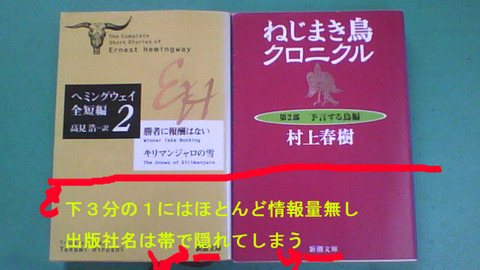 The Complete
Short Stories of
Ernest Hemingway
ヘミングウェイ
全短編
2
高見 浩=訳
勝者に報酬はない
Winner Take Nothing
キリマンジャロの雪
The Snows of Kilimanjaro
新潮文庫
ねじまき鳥
クロニクル
第2部 予言する鳥編
村上春樹
新潮文庫
下３分の１にはほとんど情報量無し
出版社名は帯で隠れてしまう